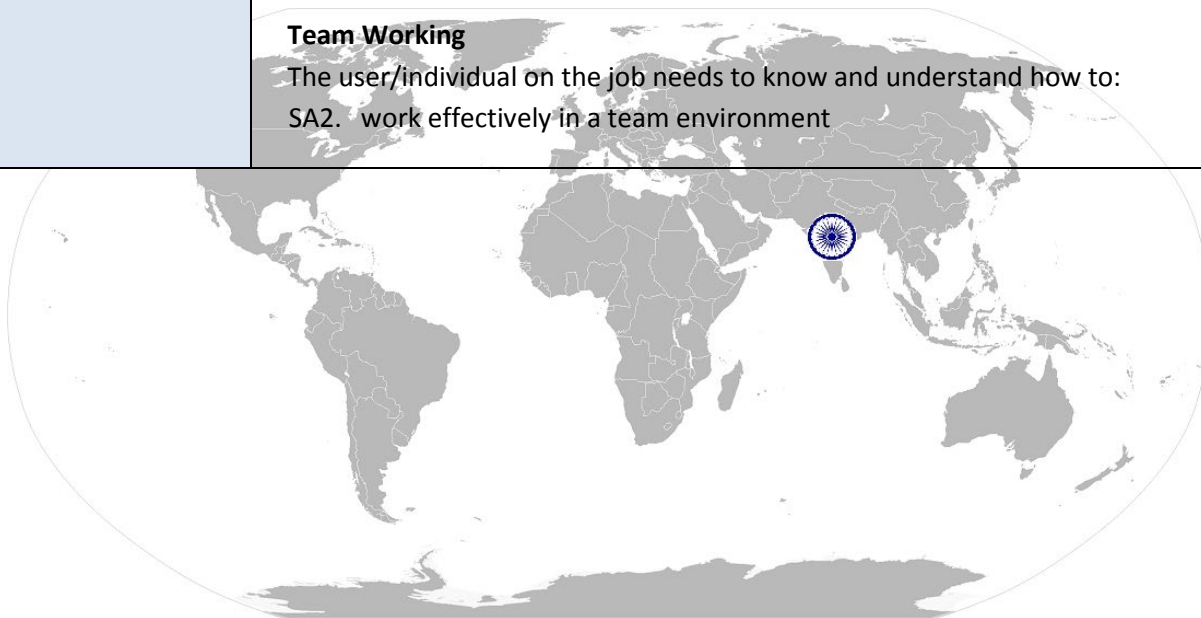 Team Working
The user/individual on the job needs to know and understand how to:
SA2. work effectively in a team environment